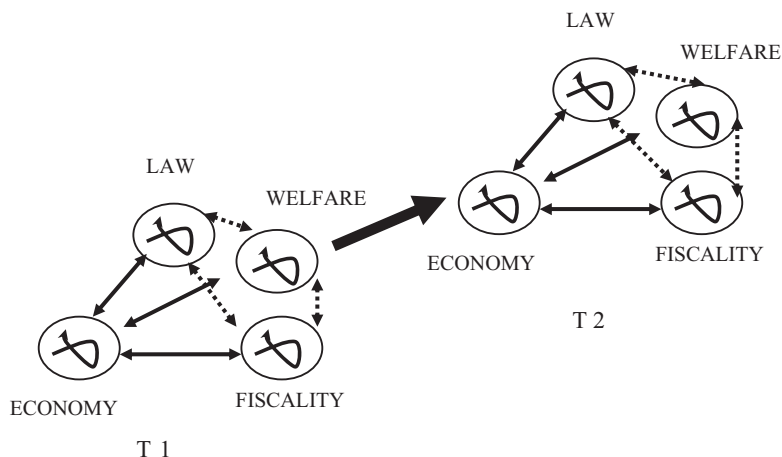 LAW
WELFARE
ECONOMY
FISCALITY
T 2
LAW
WELFARE
ECONOMY
FISCALITY
T 1